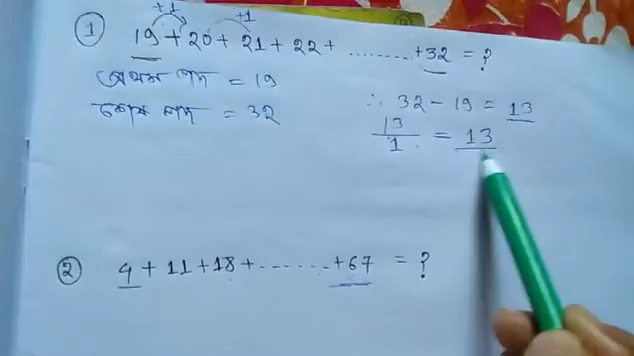 +1 +1
① 19 + 20 + 21 + 22 + ........ + 32 = ?
প্রথম পদ = 19
শেষ পদ = 32
∴ 32 - 19 = 13
13/1 = 13
② 4 + 11 + 18 + ....... + 67 = ?